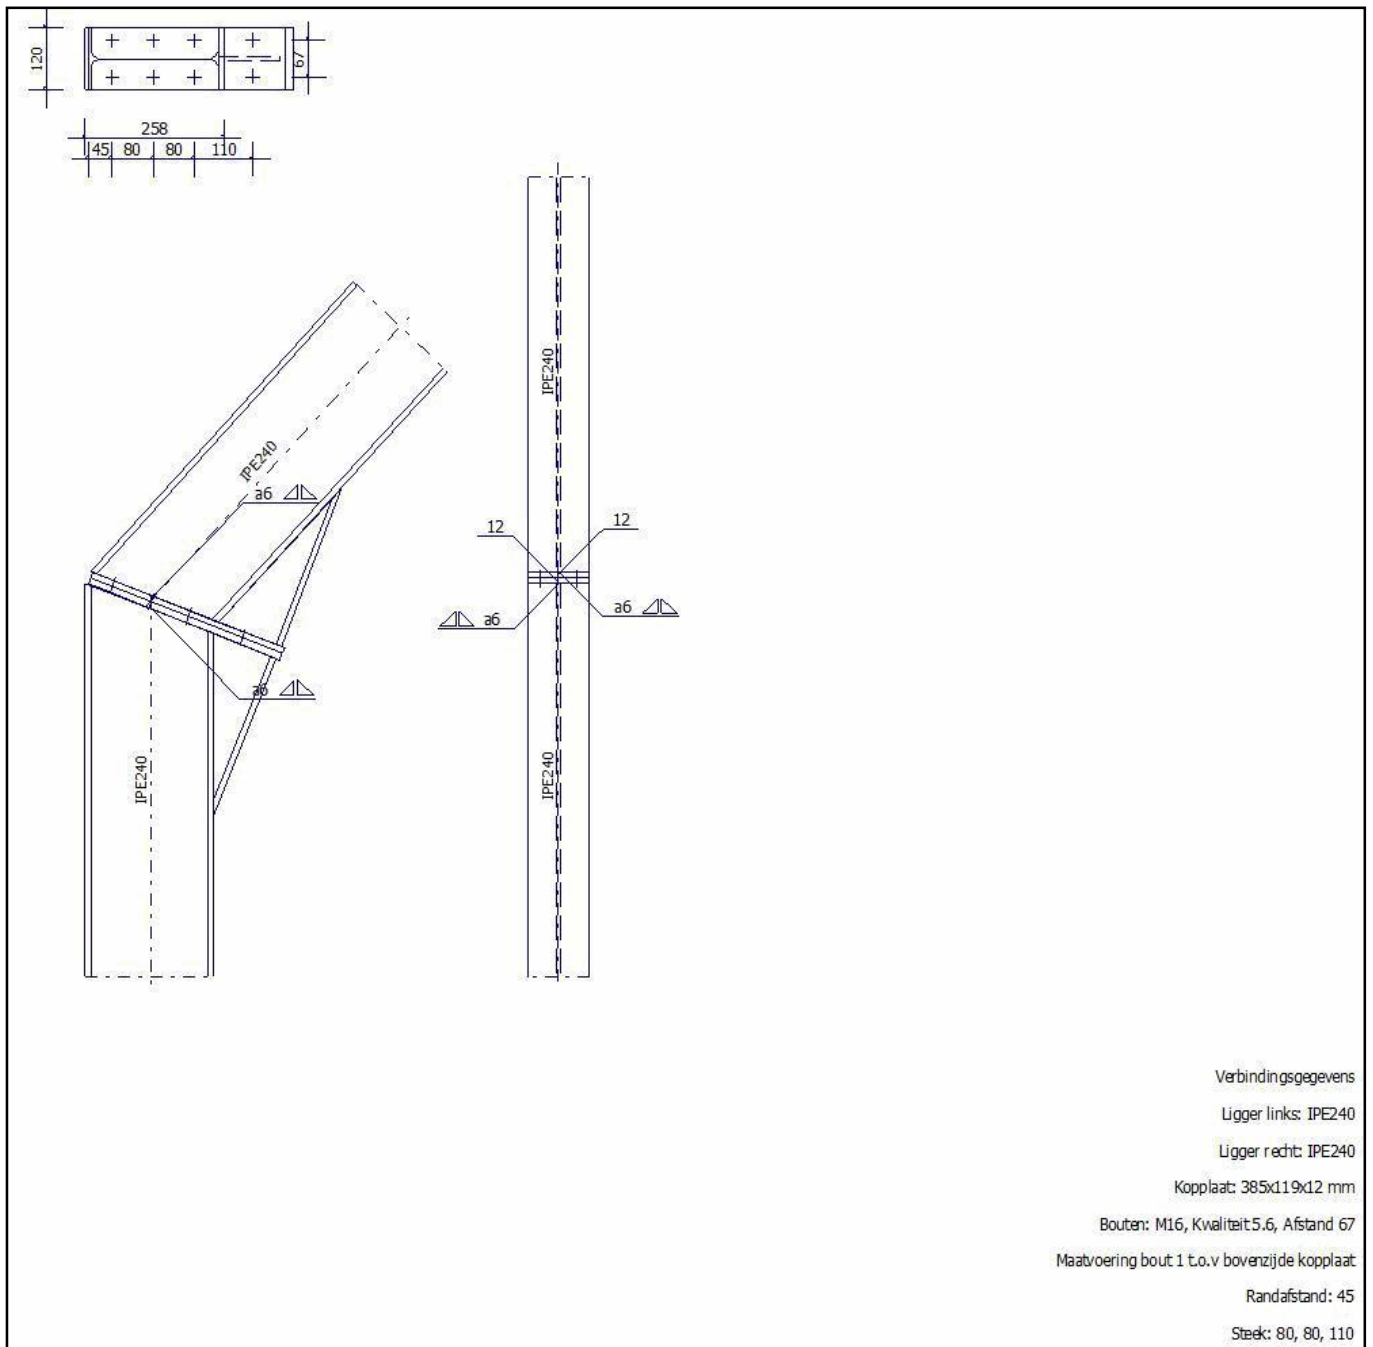 120
67
258
45 80 80 110
IPE240
IPE240
a6
12 12
a6
a6
a6
IPE240
IPE240
Verbindingsgegevens
Ligger links: IPE240
Ligger recht: IPE240
Kopplaat: 385x119x12 mm
Bouten: M16, Kwaliteit 5.6, Afstand 67
Maatvoering bout 1 t.o.v bovenzijde kopplaat
Randafstand: 45
Steek: 80, 80, 110